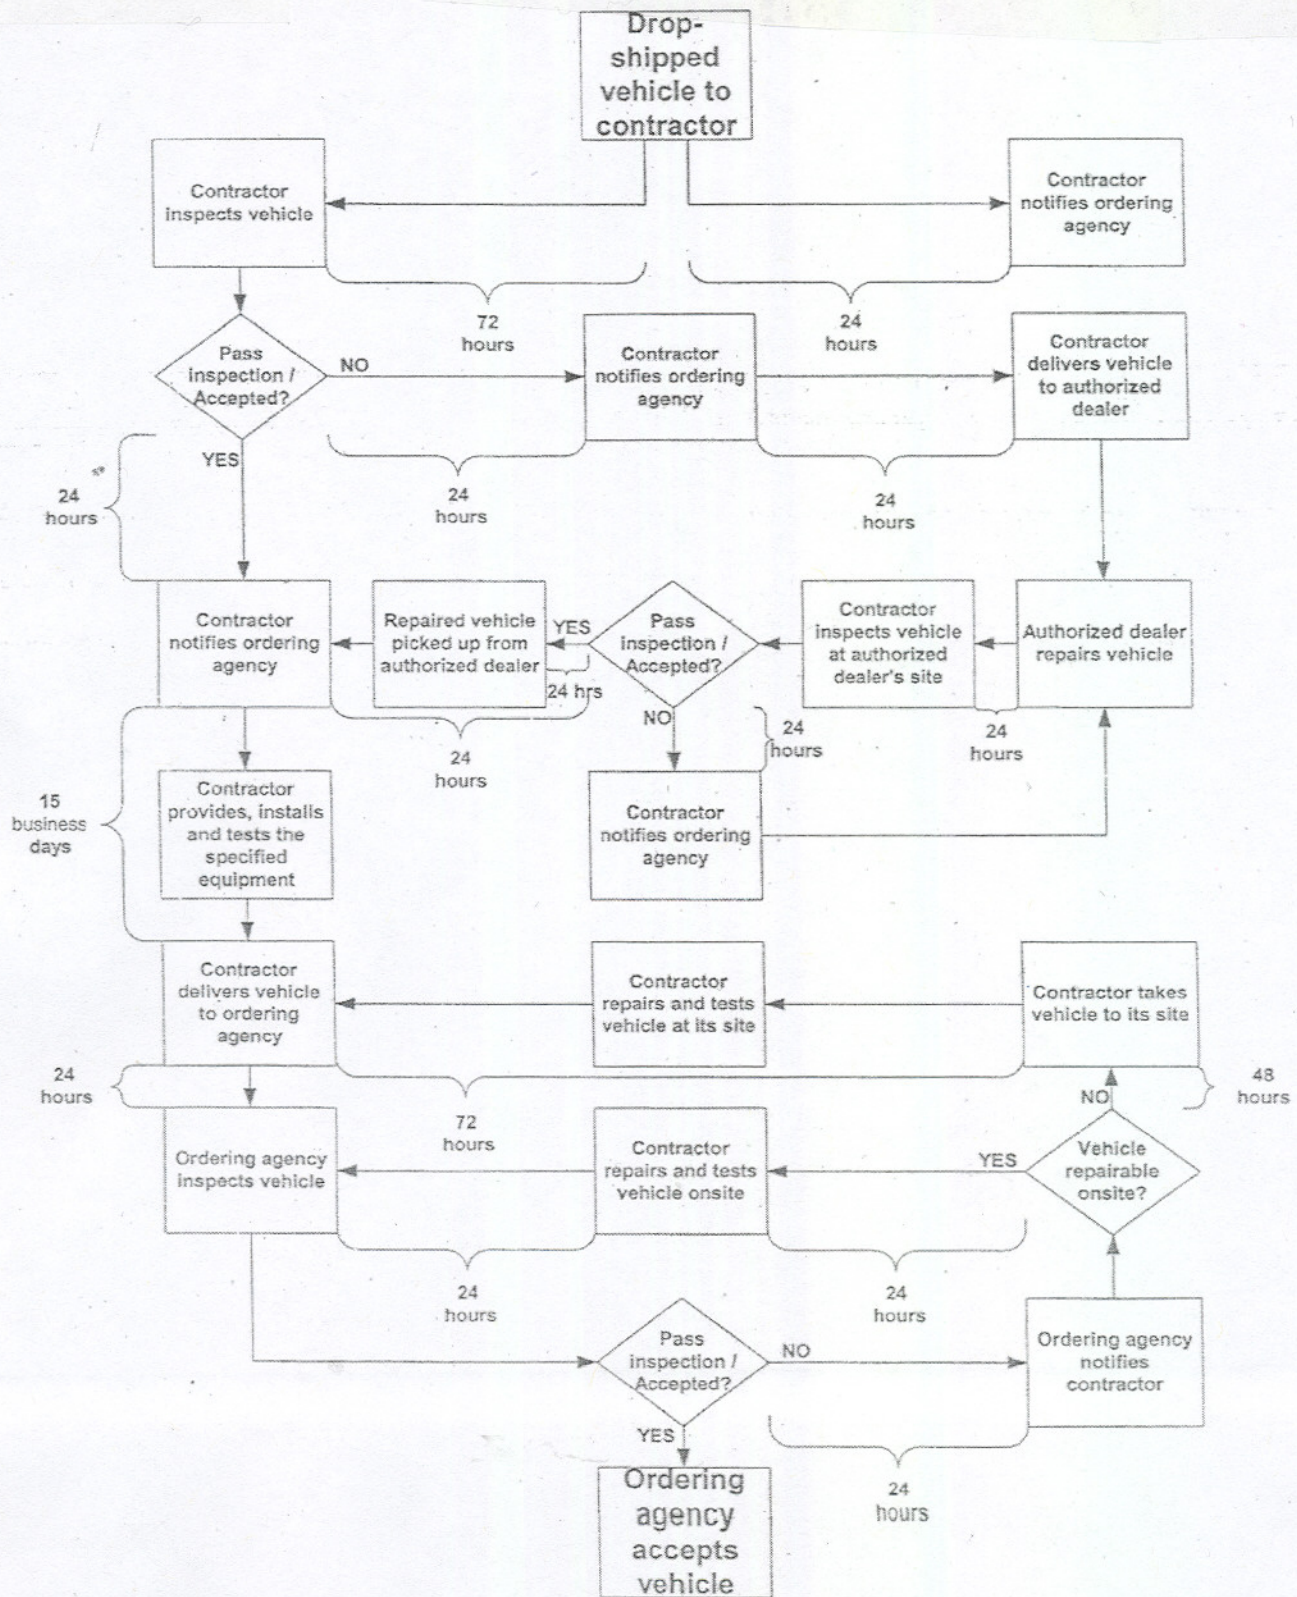 Drop-
shipped
vehicle to
contractor
Contractor
inspects vehicle
Contractor
notifies ordering
agency
72
hours
24
hours
Pass
inspection /
Accepted?
NO
Contractor
notifies ordering
agency
Contractor
delivers vehicle
to authorized
dealer
YES
24
hours
24
hours
24
hours
Contractor
notifies ordering
agency
Repaired vehicle
picked up from
authorized dealer
YES
Pass
inspection /
Accepted?
Contractor
inspects vehicle
at authorized
dealer's site
Authorized dealer
repairs vehicle
24 hrs
NO
24
hours
24
hours
24
hours
15
business
days
Contractor
provides, installs
and tests the
specified
equipment
Contractor
notifies ordering
agency
Contractor
delivers vehicle
to ordering
agency
Contractor
repairs and tests
vehicle at its site
Contractor takes
vehicle to its site
24
hours
72
hours
NO
48
hours
Ordering agency
inspects vehicle
Contractor
repairs and tests
vehicle onsite
YES
Vehicle
repairable
onsite?
24
hours
24
hours
Pass
inspection /
Accepted?
NO
Ordering agency
notifies
contractor
YES
24
hours
Ordering
agency
accepts
vehicle